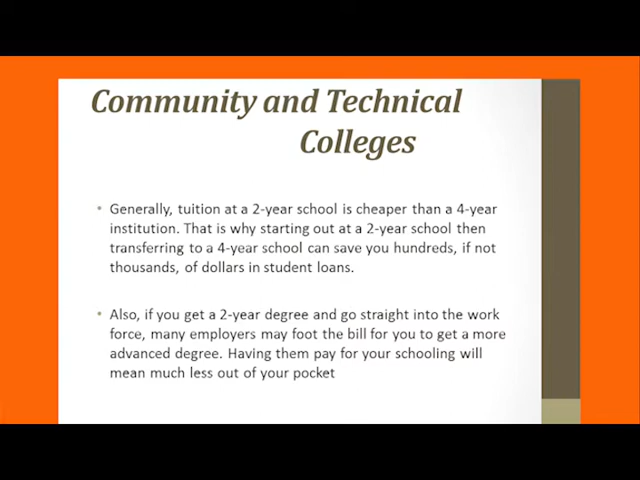 Community and Technical
Colleges
• Generally, tuition at a 2-year school is cheaper than a 4-year
institution. That is why starting out at a 2-year school then
transferring to a 4-year school can save you hundreds, if not
thousands, of dollars in student loans.
• Also, if you get a 2-year degree and go straight into the work
force, many employers may foot the bill for you to get a more
advanced degree. Having them pay for your schooling will
mean much less out of your pocket